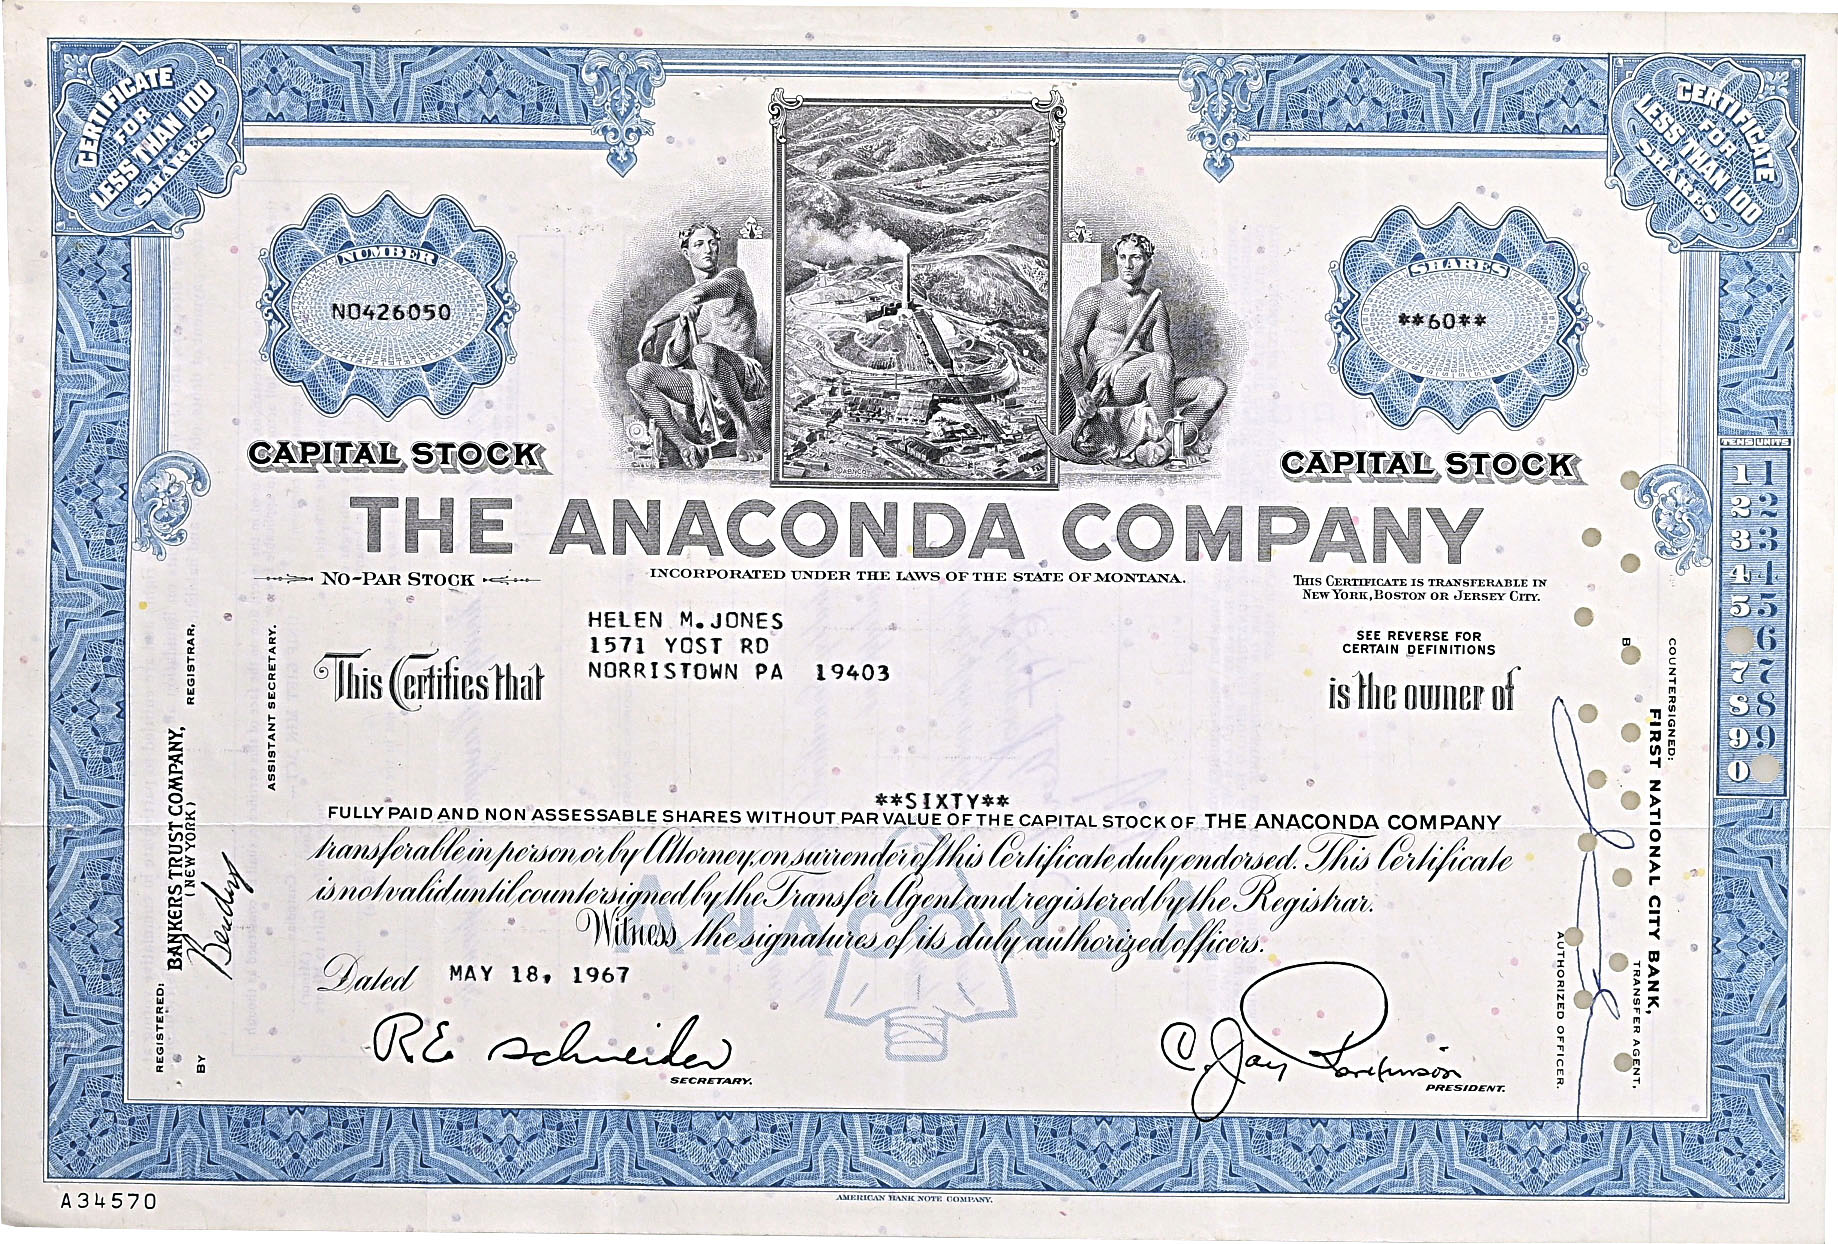 CERTIFICATE
FOR
LESS THAN 100
SHARES
CERTIFICATE
FOR
LESS THAN 100
SHARES
NUMBER
NO426050
SHARES
**60**
CAPITAL STOCK
CAPITAL STOCK
THE ANACONDA COMPANY
NO-PAR STOCK
INCORPORATED UNDER THE LAWS OF THE STATE OF MONTANA.
THIS CERTIFICATE IS TRANSFERABLE IN
NEW YORK, BOSTON OR JERSEY CITY.
HELEN M. JONES
1571 YOST RD
NORRISTOWN PA 19403
SEE REVERSE FOR
CERTAIN DEFINITIONS
This Certifies that
is the owner of
**SIXTY**
FULLY PAID AND NON ASSESSABLE SHARES WITHOUT PAR VALUE OF THE CAPITAL STOCK OF THE ANACONDA COMPANY
transferable in person or by Attorney, on surrender of this Certificate, duly endorsed. This Certificate
is not valid until countersigned by the Transfer Agent and registered by the Registrar.
Witness, the signatures of its duly authorized officers.
ANACONDA
Dated MAY 18, 1967
R.E. Schneider
SECRETARY.
C. Jay Parkinson
PRESIDENT.
REGISTERED:
BANKERS TRUST COMPANY,
(NEW YORK)
REGISTRAR,
BY
ASSISTANT SECRETARY.
COUNTERSIGNED:
FIRST NATIONAL CITY BANK,
TRANSFER AGENT,
AUTHORIZED OFFICER.
TENS UNITS
1 1
2 2
3 3
4 4
5 5
6
7 7
8 8
9 9
0
A34570
AMERICAN BANK NOTE COMPANY.